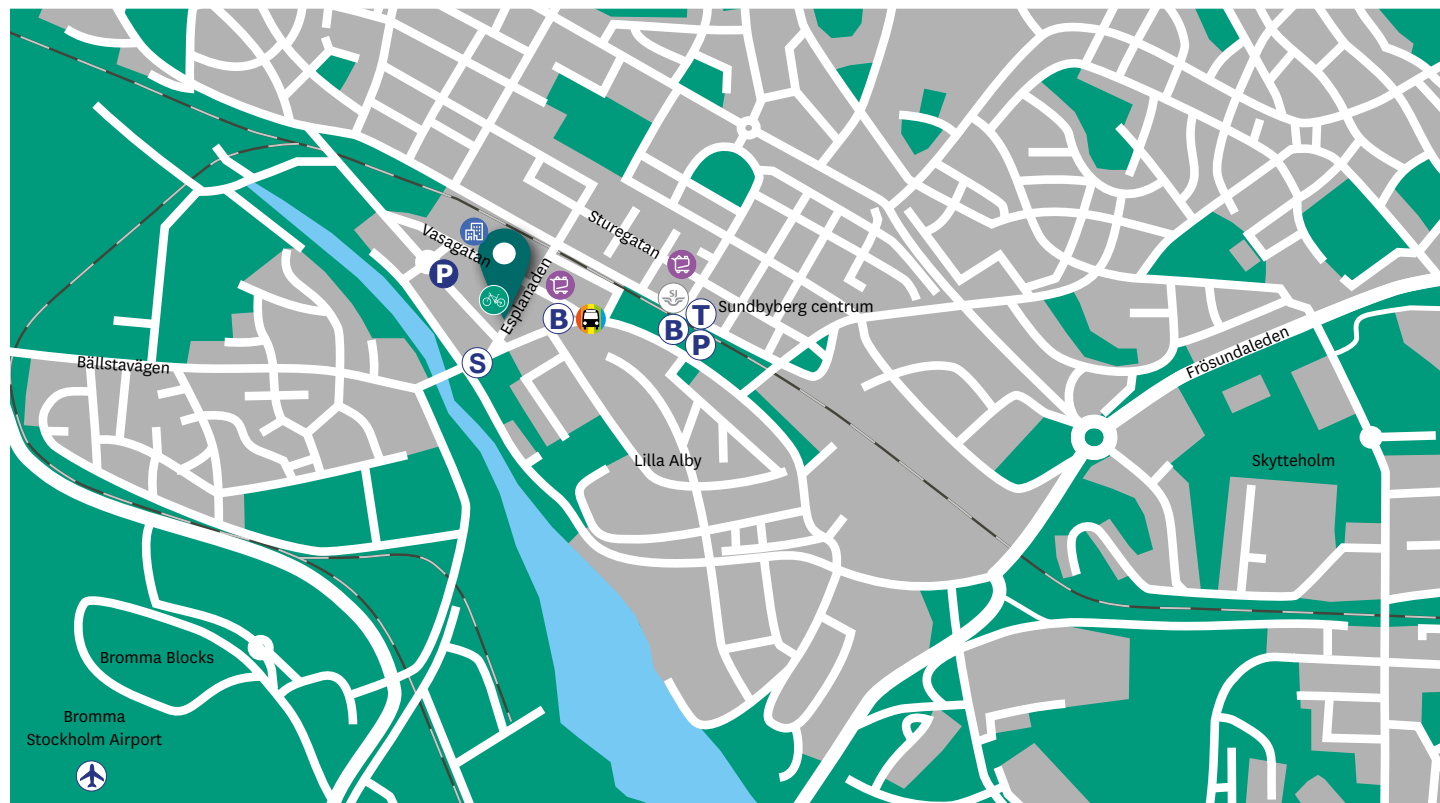 Sturegatan
Vasagatan
P
Esplanaden
SJ
T
Sundbyberg centrum
B
B
P
S
Bällstavägen
Frösundaleden
Lilla Alby
Skytteholm
Bromma Blocks
Bromma
Stockholm Airport